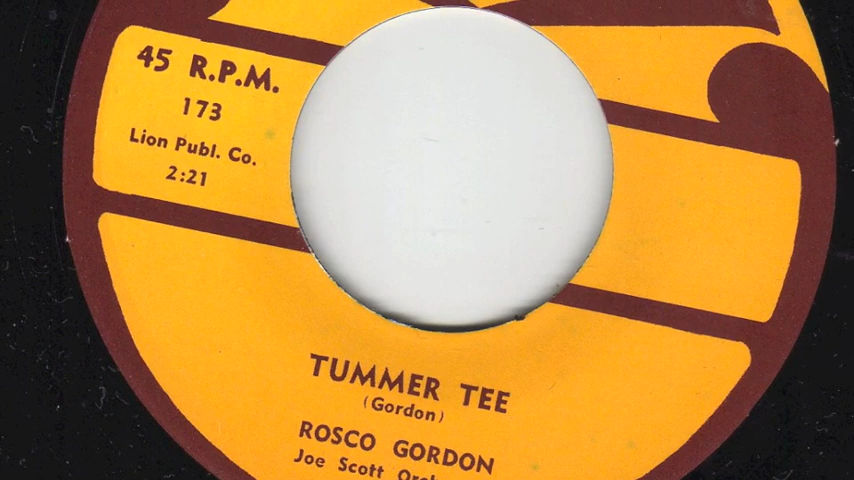 45 R.P.M.
173
Lion Publ. Co.
2:21
TUMMER TEE
(Gordon)
ROSCO GORDON
Joe Scott